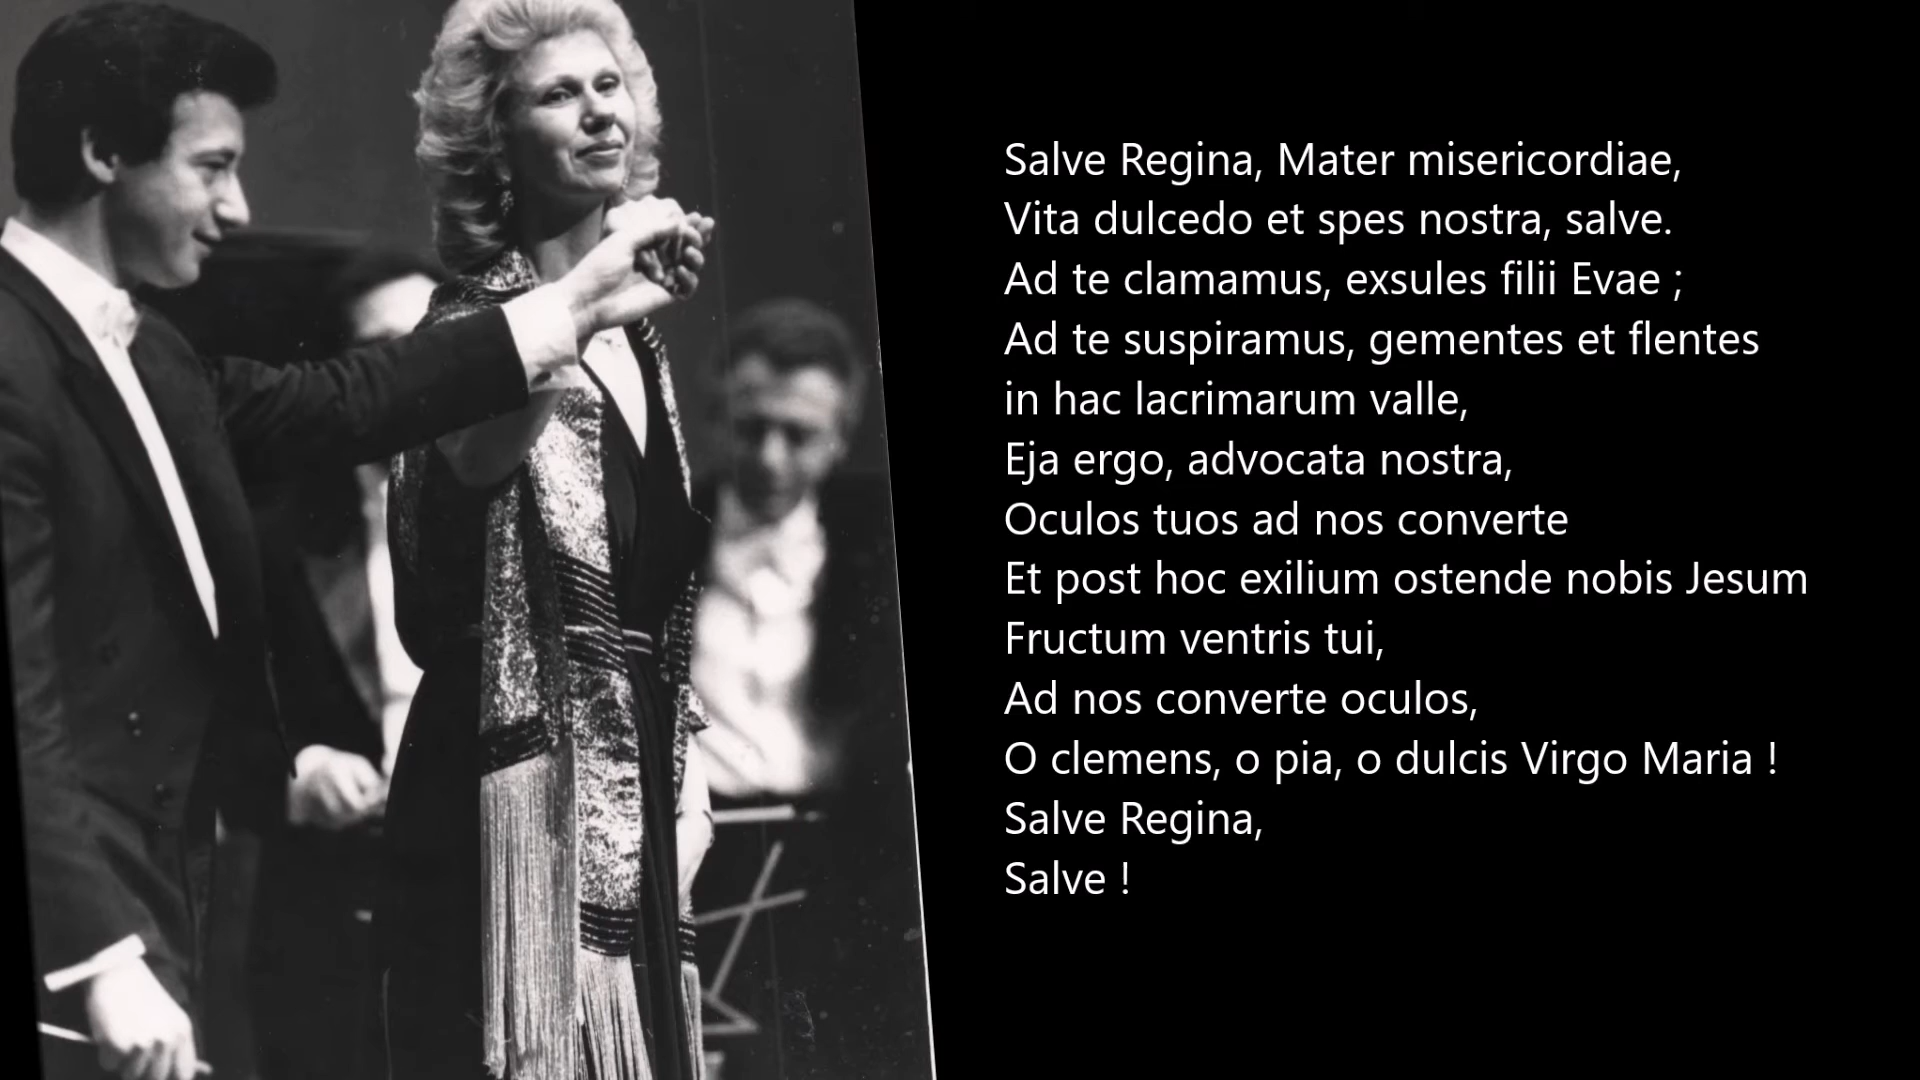 Salve Regina, Mater misericordiae,
Vita dulcedo et spes nostra, salve.
Ad te clamamus, exsules filii Evae ;
Ad te suspiramus, gementes et flentes
in hac lacrimarum valle,
Eja ergo, advocata nostra,
Oculos tuos ad nos converte
Et post hoc exilium ostende nobis Jesum
Fructum ventris tui,
Ad nos converte oculos,
O clemens, o pia, o dulcis Virgo Maria !
Salve Regina,
Salve !